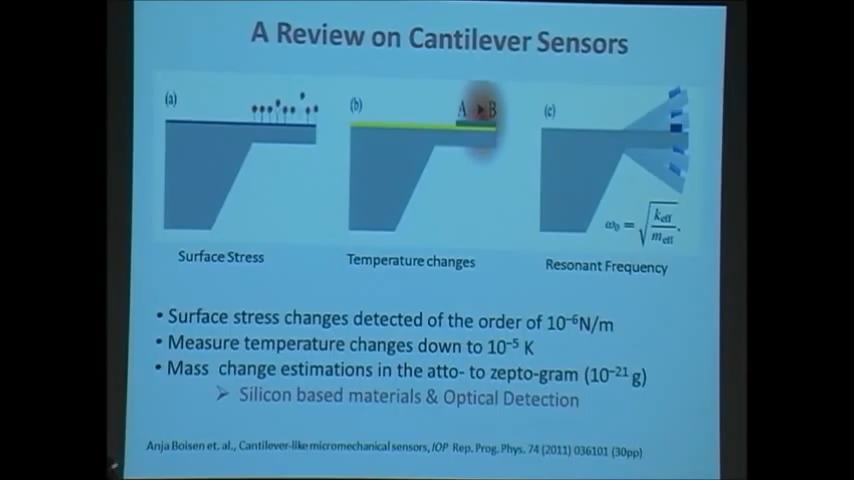 A Review on Cantilever Sensors
(a)
(b)
A ▸ B
(c)
ω₀ = √(k_eff / m_eff).
Surface Stress
Temperature changes
Resonant Frequency
• Surface stress changes detected of the order of 10⁻⁶N/m
• Measure temperature changes down to 10⁻⁵ K
• Mass change estimations in the atto- to zepto-gram (10⁻²¹ g)
➢ Silicon based materials & Optical Detection
Anja Boisen et. al., Cantilever-like micromechanical sensors, IOP Rep. Prog. Phys. 74 (2011) 036101 (30pp)